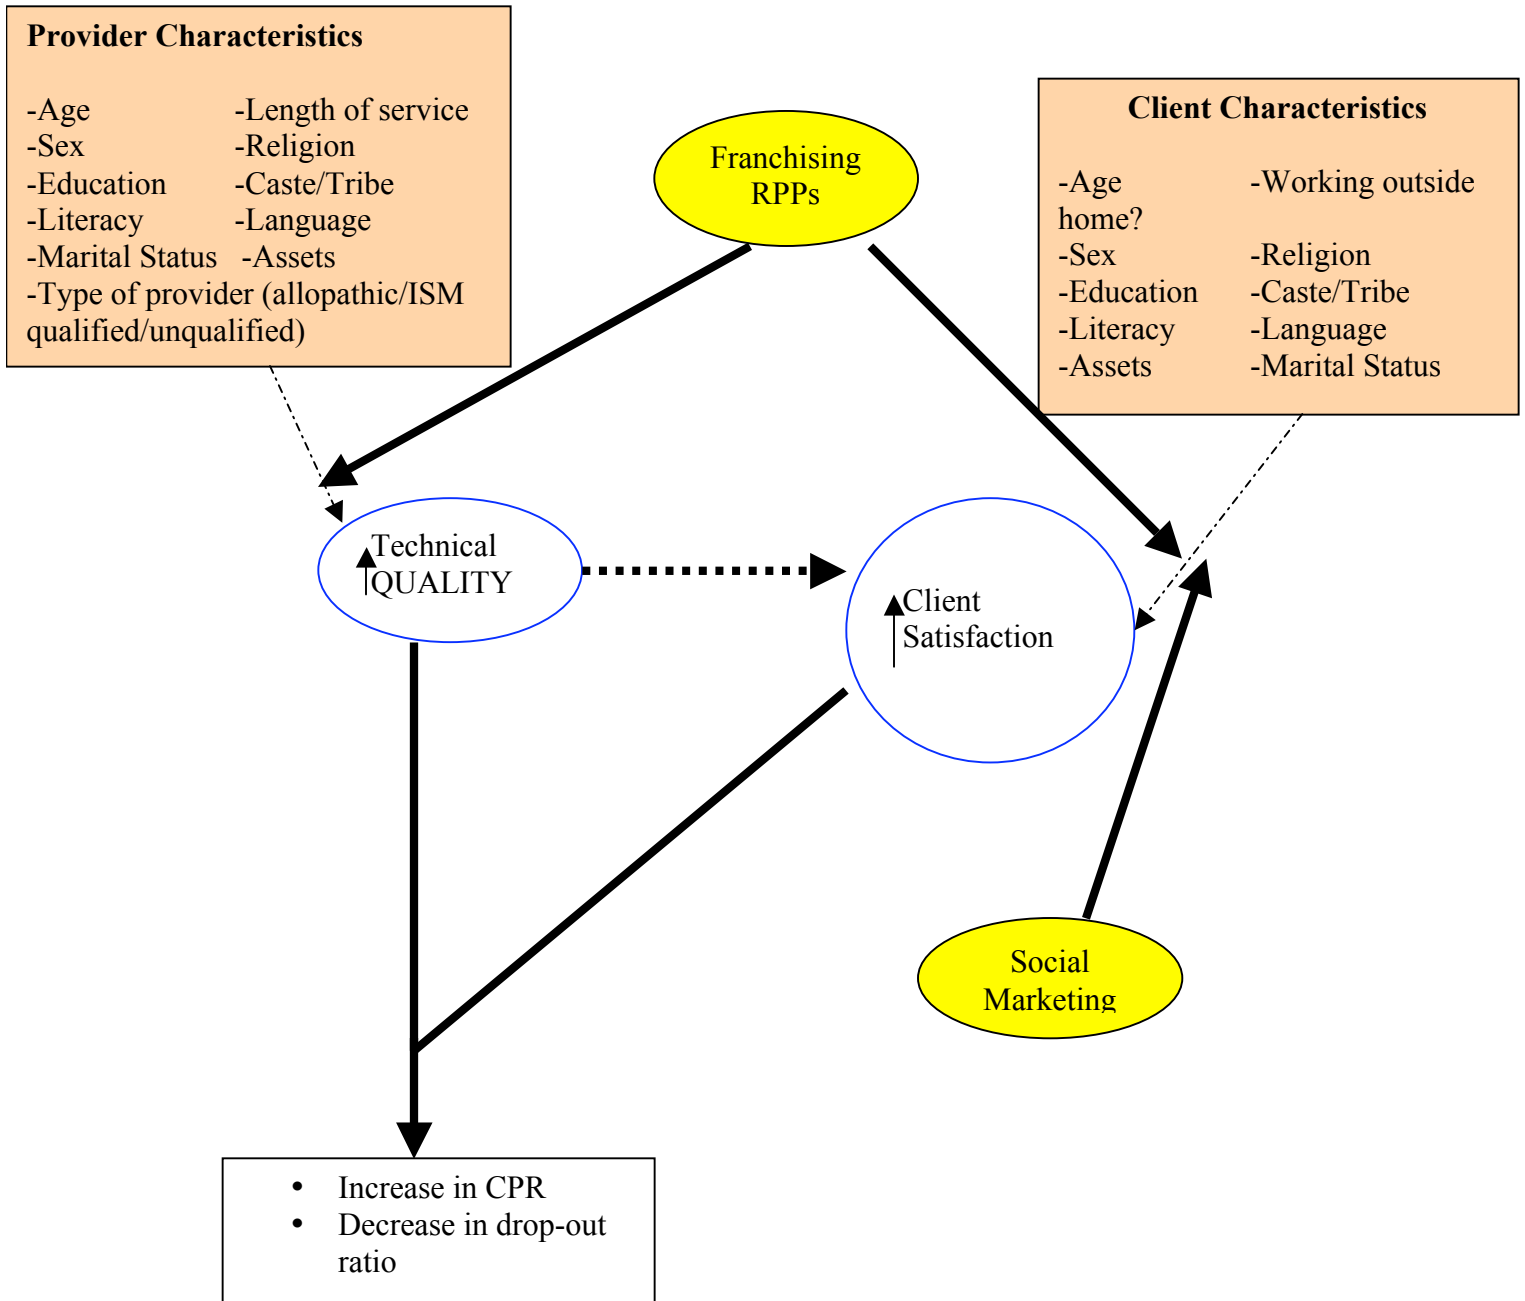 Provider Characteristics
-Age -Length of service
-Sex -Religion
-Education -Caste/Tribe
-Literacy -Language
-Marital Status -Assets
-Type of provider (allopathic/ISM
qualified/unqualified)
Franchising
RPPs
Client Characteristics
-Age -Working outside
home?
-Sex -Religion
-Education -Caste/Tribe
-Literacy -Language
-Assets -Marital Status
Technical
QUALITY
Client
Satisfaction
Social
Marketing
• Increase in CPR
• Decrease in drop-out
ratio